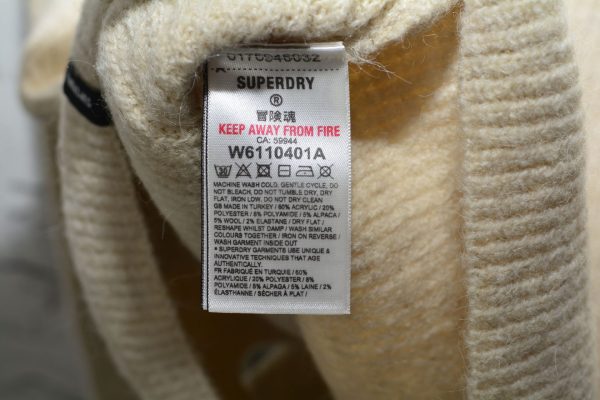 0170946032
SUPERDRY
®
冒険魂
KEEP AWAY FROM FIRE
CA: 59944
W6110401A
MACHINE WASH COLD, GENTLE CYCLE, DO
NOT BLEACH, DO NOT TUMBLE DRY, DRY
FLAT, IRON LOW, DO NOT DRY CLEAN
GB MADE IN TURKEY / 60% ACRYLIC / 20%
POLYESTER / 8% POLYAMIDE / 5% ALPACA /
5% WOOL / 2% ELASTANE / DRY FLAT /
RESHAPE WHILST DAMP / WASH SIMILAR
COLOURS TOGETHER / IRON ON REVERSE /
WASH GARMENT INSIDE OUT
* SUPERDRY GARMENTS USE UNIQUE &
INNOVATIVE TECHNIQUES THAT AGE
AUTHENTICALLY.
FR FABRIQUÉ EN TURQUIE / 60%
ACRYLIQUE / 20% POLYESTER / 8%
POLYAMIDE / 5% ALPAGA / 5% LAINE / 2%
ÉLASTHANNE / SÉCHER À PLAT /